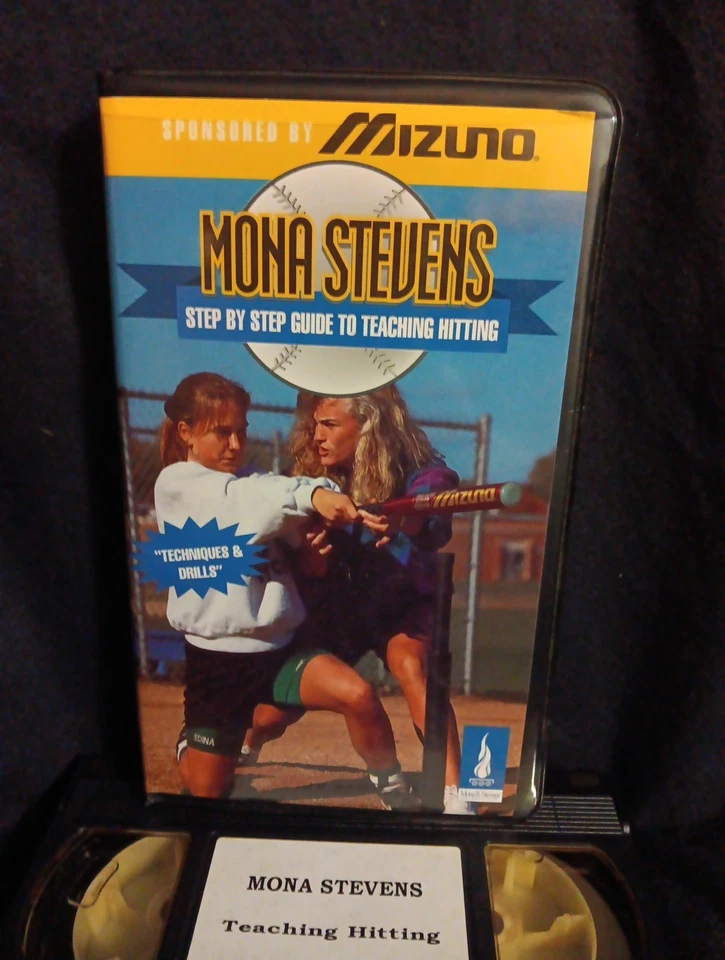 SPONSORED BY MIZUNO
MONA STEVENS
STEP BY STEP GUIDE TO TEACHING HITTING
MIZUNO
"TECHNIQUES &
DRILLS"
EDINA
MONA STEVENS
Teaching Hitting